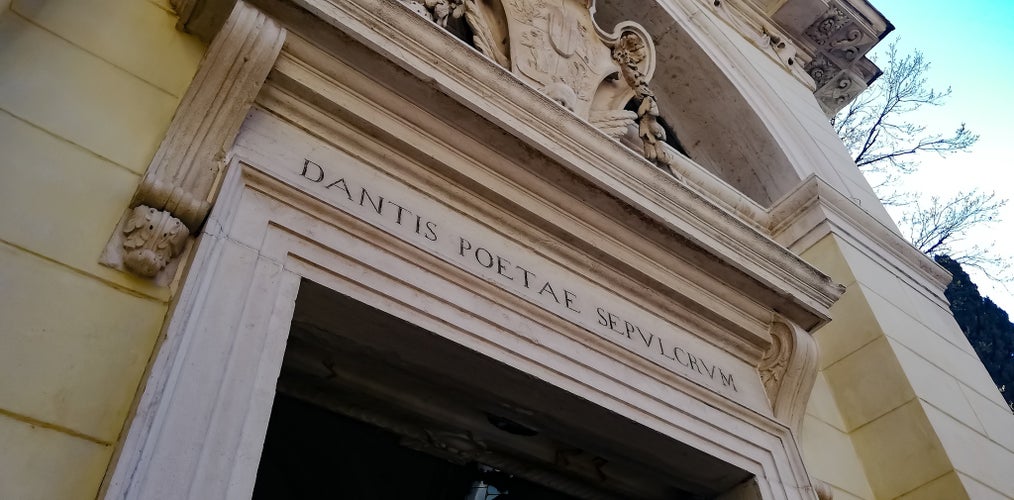 DANTIS POETAE SEPVLCRVM